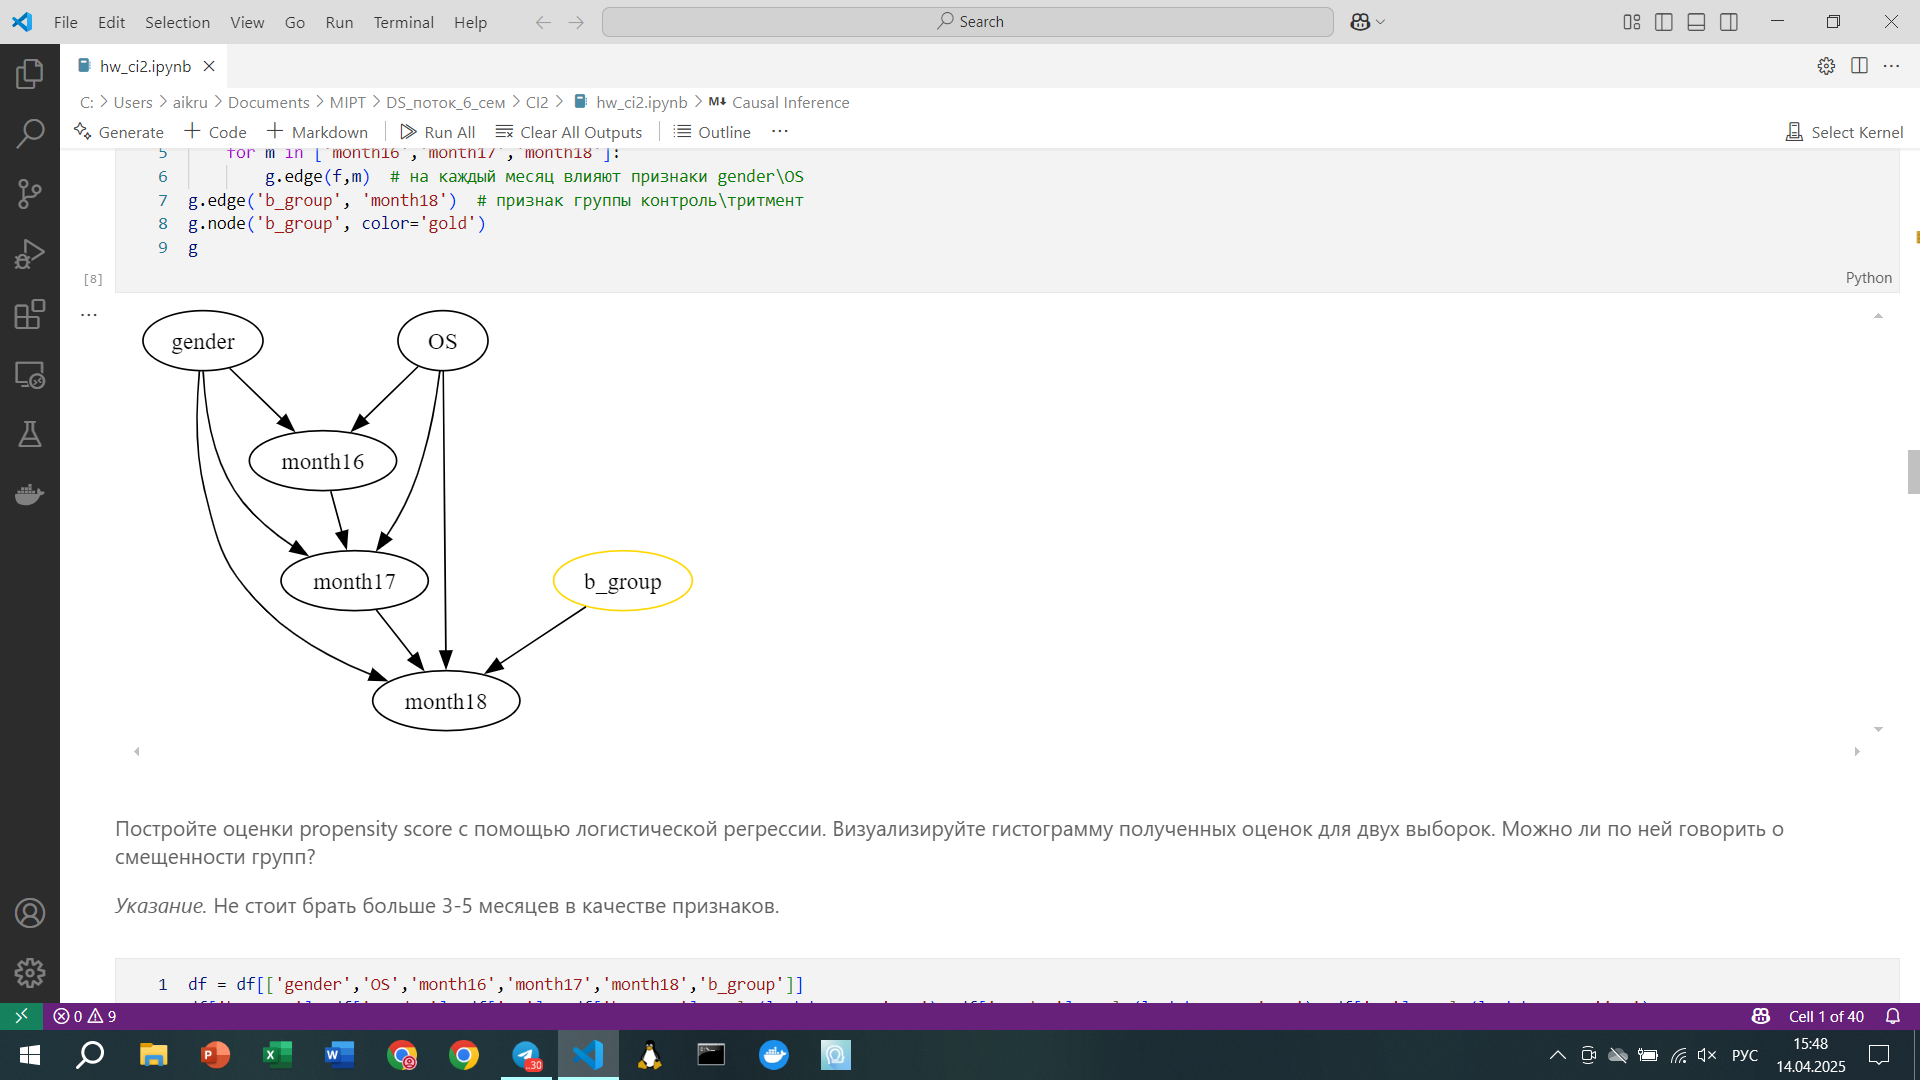 File Edit Selection View Go Run Terminal Help
Search
hw_ci2.ipynb
C: > Users > aikru > Documents > MIPT > DS_поток_6_сем > CI2 > hw_ci2.ipynb > M↓ Causal Inference
Generate + Code + Markdown Run All Clear All Outputs Outline ...
Select Kernel
5 for m in ['month16','month17','month18']:
6 g.edge(f,m) # на каждый месяц влияют признаки gender\OS
7 g.edge('b_group', 'month18') # признак группы контроль\тритмент
8 g.node('b_group', color='gold')
9 g
[8]
Python
gender
OS
month16
month17
b_group
month18
Постройте оценки propensity score с помощью логистической регрессии. Визуализируйте гистограмму полученных оценок для двух выборок. Можно ли по ней говорить о
смещенности групп?
Указание. Не стоит брать больше 3-5 месяцев в качестве признаков.
1 df = df[['gender','OS','month16','month17','month18','b_group']]
0 9
Cell 1 of 40
..30
РУС
15:48
14.04.2025